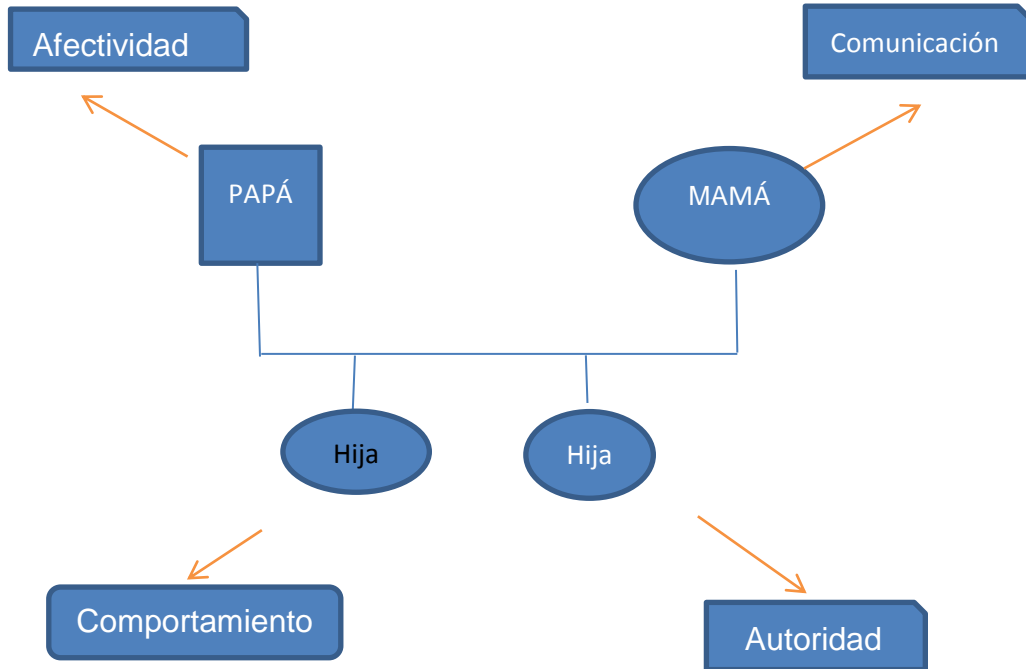 Afectividad
Comunicación
PAPÁ
MAMÁ
Hija
Hija
Comportamiento
Autoridad